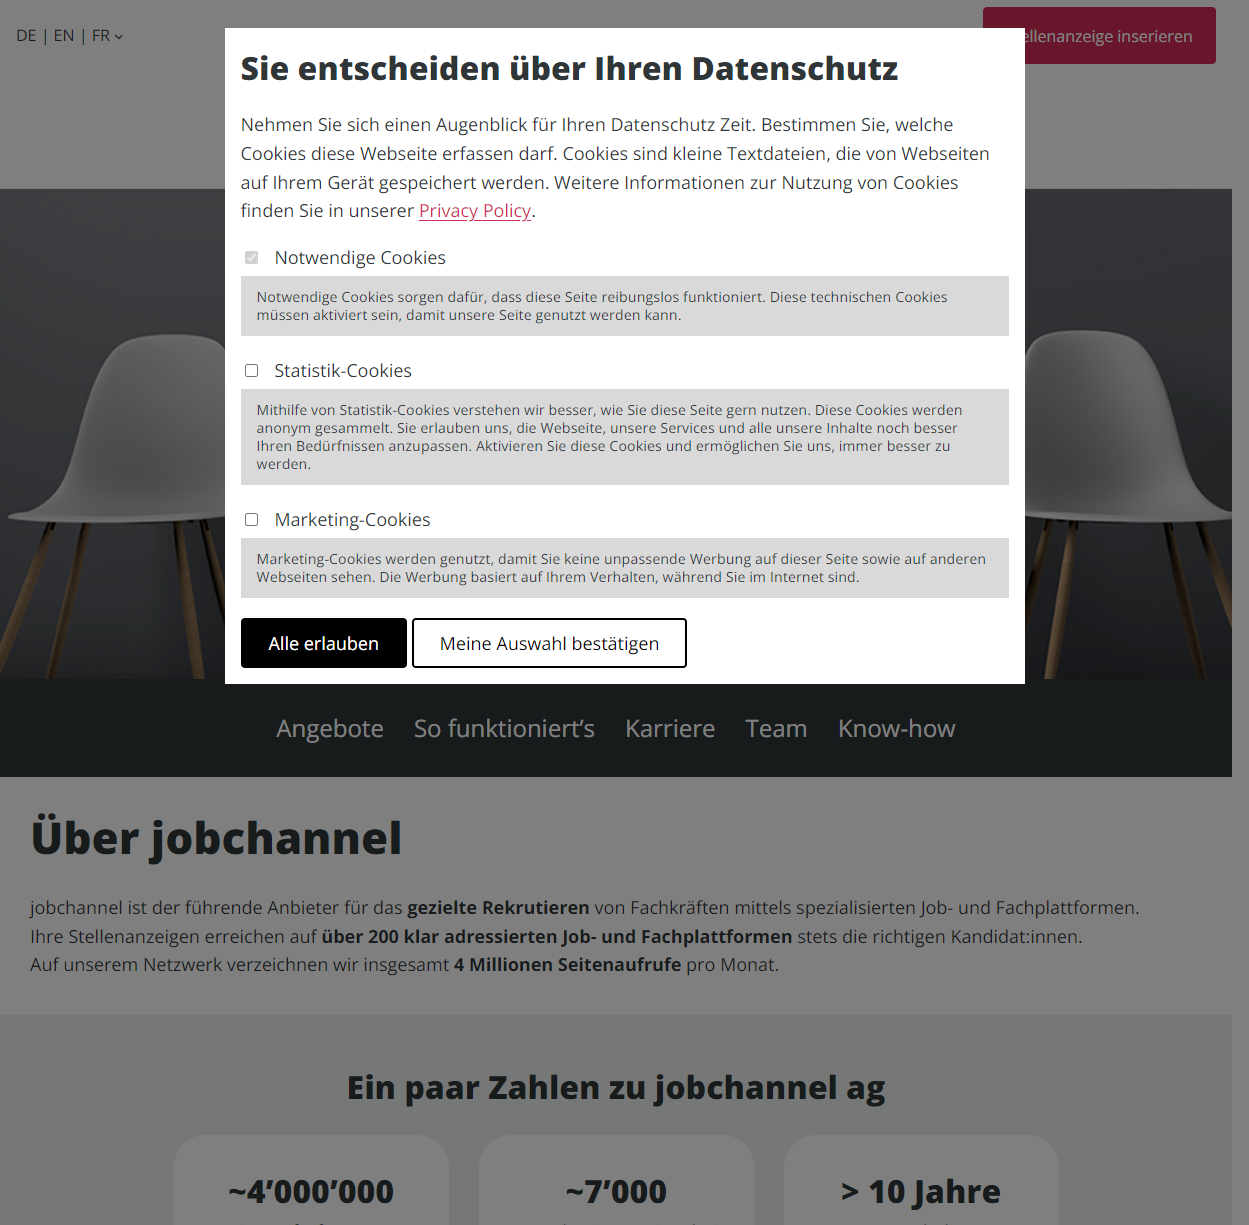 DE | EN | FR
ellenanzeige inserieren
Sie entscheiden über Ihren Datenschutz
Nehmen Sie sich einen Augenblick für Ihren Datenschutz Zeit. Bestimmen Sie, welche
Cookies diese Webseite erfassen darf. Cookies sind kleine Textdateien, die von Webseiten
auf Ihrem Gerät gespeichert werden. Weitere Informationen zur Nutzung von Cookies
finden Sie in unserer Privacy Policy.
Notwendige Cookies
Notwendige Cookies sorgen dafür, dass diese Seite reibungslos funktioniert. Diese technischen Cookies
müssen aktiviert sein, damit unsere Seite genutzt werden kann.
Statistik-Cookies
Mithilfe von Statistik-Cookies verstehen wir besser, wie Sie diese Seite gern nutzen. Diese Cookies werden
anonym gesammelt. Sie erlauben uns, die Webseite, unsere Services und alle unsere Inhalte noch besser
Ihren Bedürfnissen anzupassen. Aktivieren Sie diese Cookies und ermöglichen Sie uns, immer besser zu
werden.
Marketing-Cookies
Marketing-Cookies werden genutzt, damit Sie keine unpassende Werbung auf dieser Seite sowie auf anderen
Webseiten sehen. Die Werbung basiert auf Ihrem Verhalten, während Sie im Internet sind.
Alle erlauben
Meine Auswahl bestätigen
Angebote So funktioniert’s Karriere Team Know-how
Über jobchannel
jobchannel ist der führende Anbieter für das gezielte Rekrutieren von Fachkräften mittels spezialisierten Job- und Fachplattformen.
Ihre Stellenanzeigen erreichen auf über 200 klar adressierten Job- und Fachplattformen stets die richtigen Kandidat:innen.
Auf unserem Netzwerk verzeichnen wir insgesamt 4 Millionen Seitenaufrufe pro Monat.
Ein paar Zahlen zu jobchannel ag
~4’000’000
~7’000
> 10 Jahre